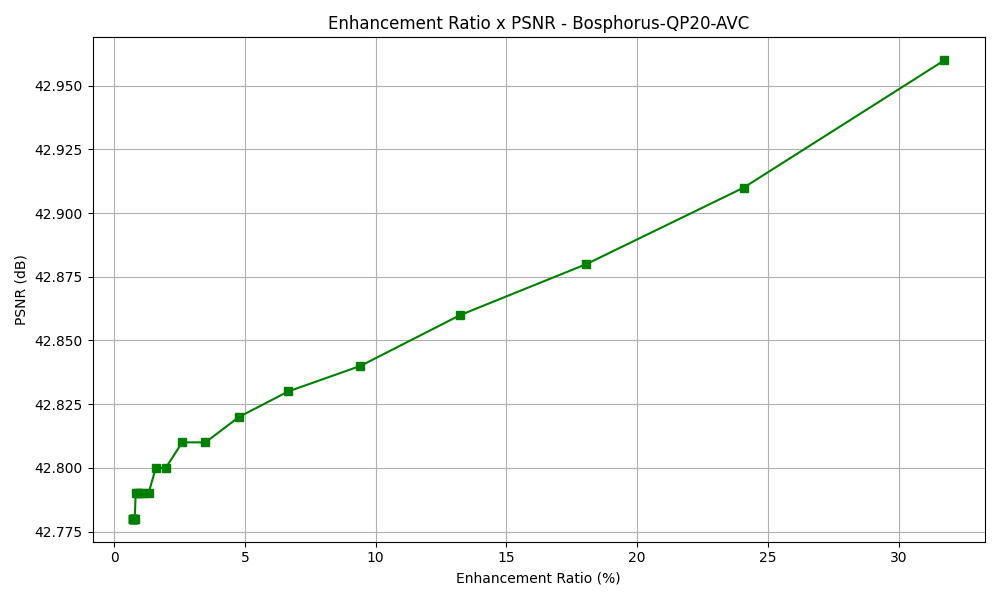 Enhancement Ratio x PSNR - Bosphorus-QP20-AVC
PSNR (dB)
42.950
42.925
42.900
42.875
42.850
42.825
42.800
42.775
0 5 10 15 20 25 30
Enhancement Ratio (%)